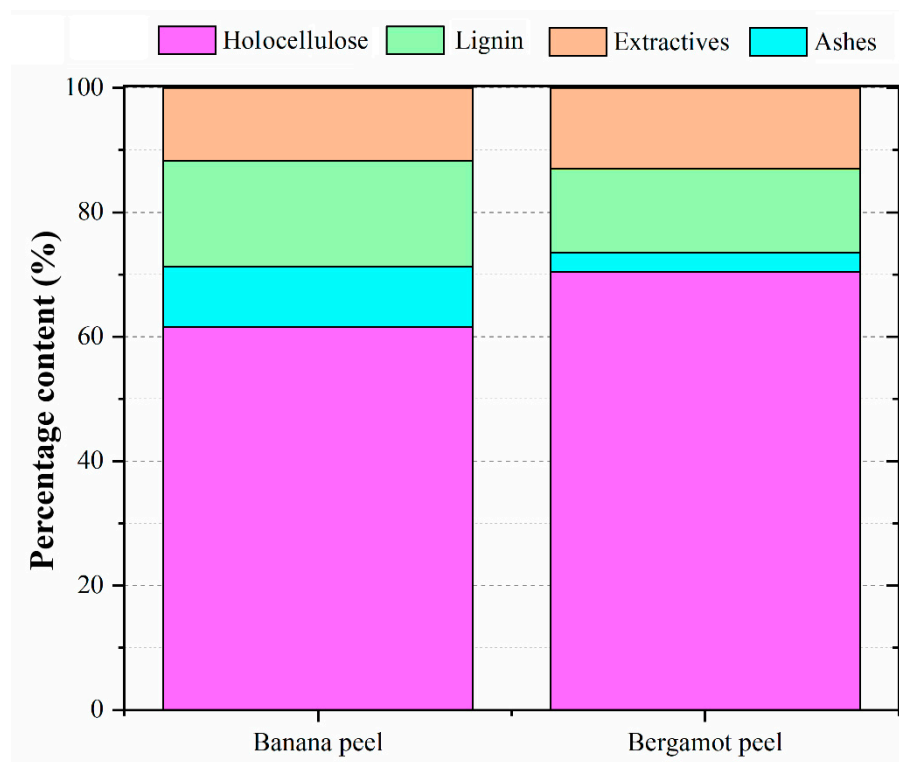 Holocellulose Lignin Extractives Ashes
Percentage content (%)
100
80
60
40
20
0
Banana peel Bergamot peel